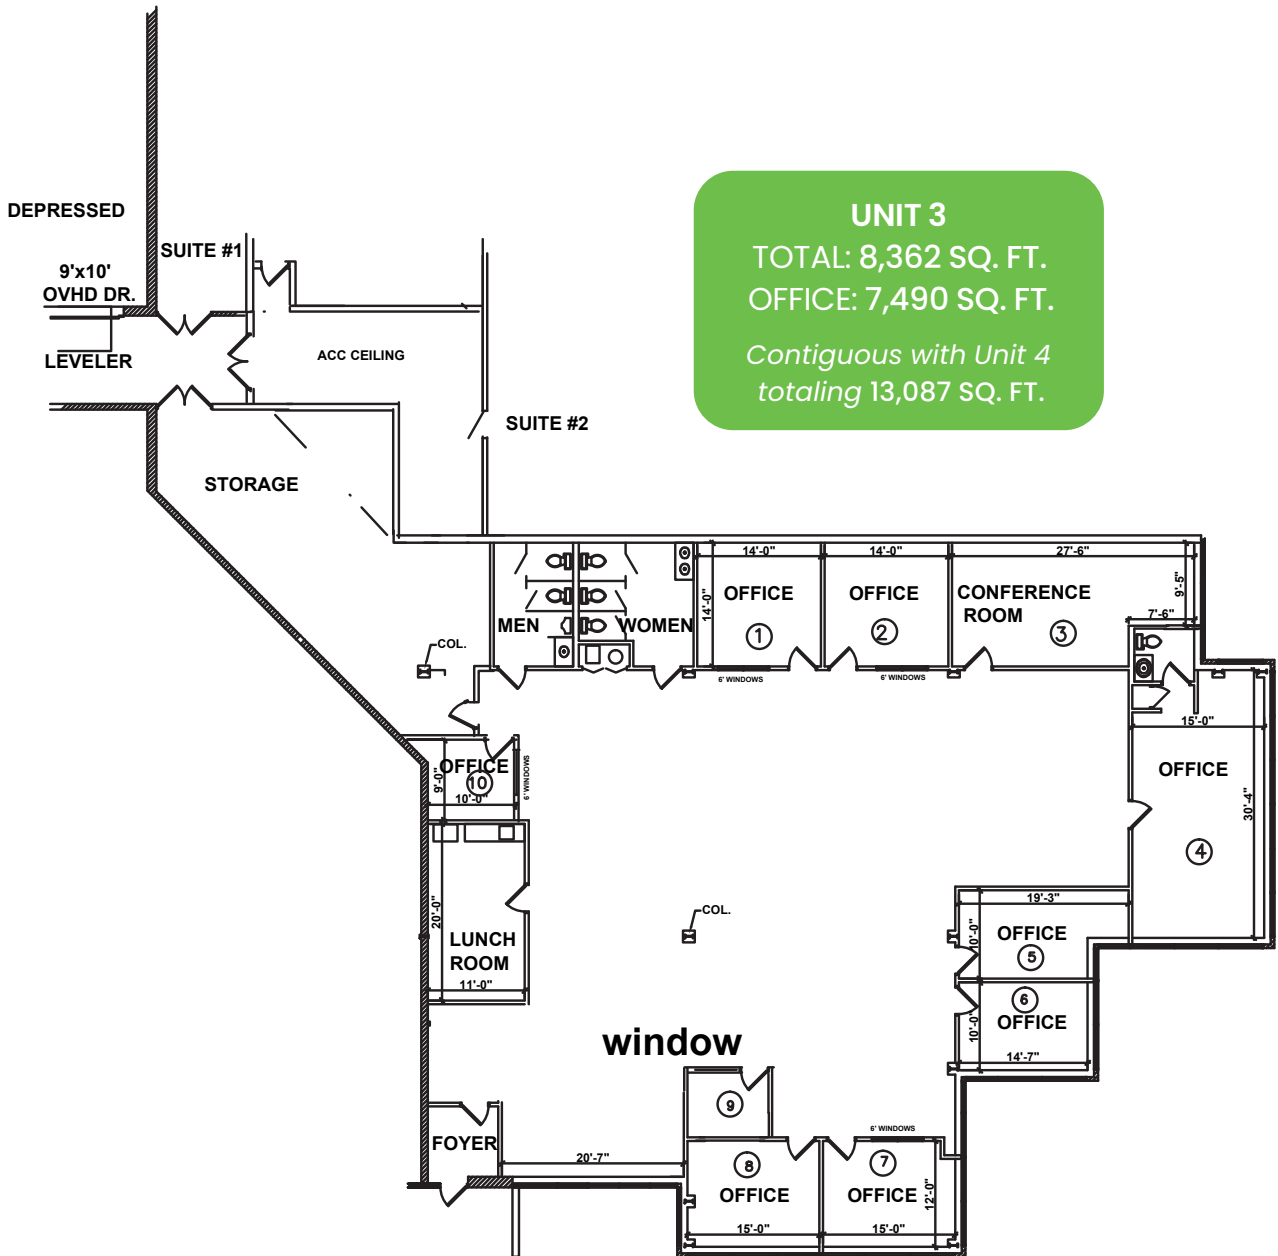 UNIT 3
TOTAL: 8,362 SQ. FT.
OFFICE: 7,490 SQ. FT.
Contiguous with Unit 4
totaling 13,087 SQ. FT.
DEPRESSED
SUITE #1
9'x10'
OVHD DR.
LEVELER
ACC CEILING
SUITE #2
STORAGE
14'-0"
14'-0"
27'-6"
9'-5"
14'-0"
OFFICE
1
OFFICE
2
CONFERENCE
ROOM
3
7'-6"
MEN
WOMEN
COL.
6' WINDOWS
6' WINDOWS
15'-0"
OFFICE
30'-4"
4
OFFICE
10
9'-0"
10'-0"
6' WINDOWS
20'-0"
LUNCH
ROOM
11'-0"
COL.
19'-3"
10'-0"
OFFICE
5
6
OFFICE
10'-0"
14'-7"
window
9
FOYER
20'-7"
6' WINDOWS
8
OFFICE
15'-0"
7
OFFICE
12'-0"
15'-0"